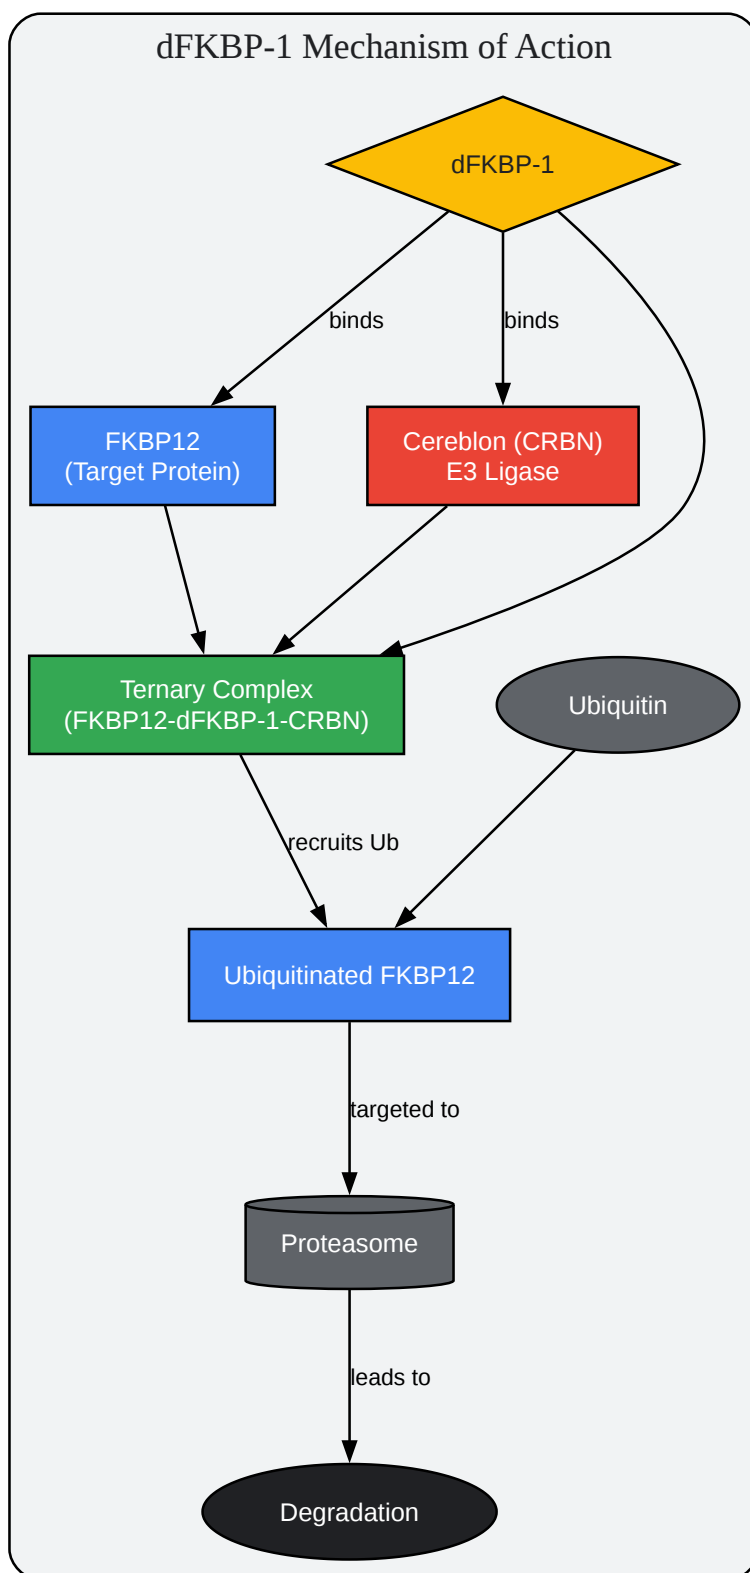 dFKBP-1 Mechanism of Action
dFKBP-1
binds
binds
FKBP12
(Target Protein)
Cereblon (CRBN)
E3 Ligase
Ternary Complex
(FKBP12-dFKBP-1-CRBN)
Ubiquitin
recruits Ub
Ubiquitinated FKBP12
targeted to
Proteasome
leads to
Degradation